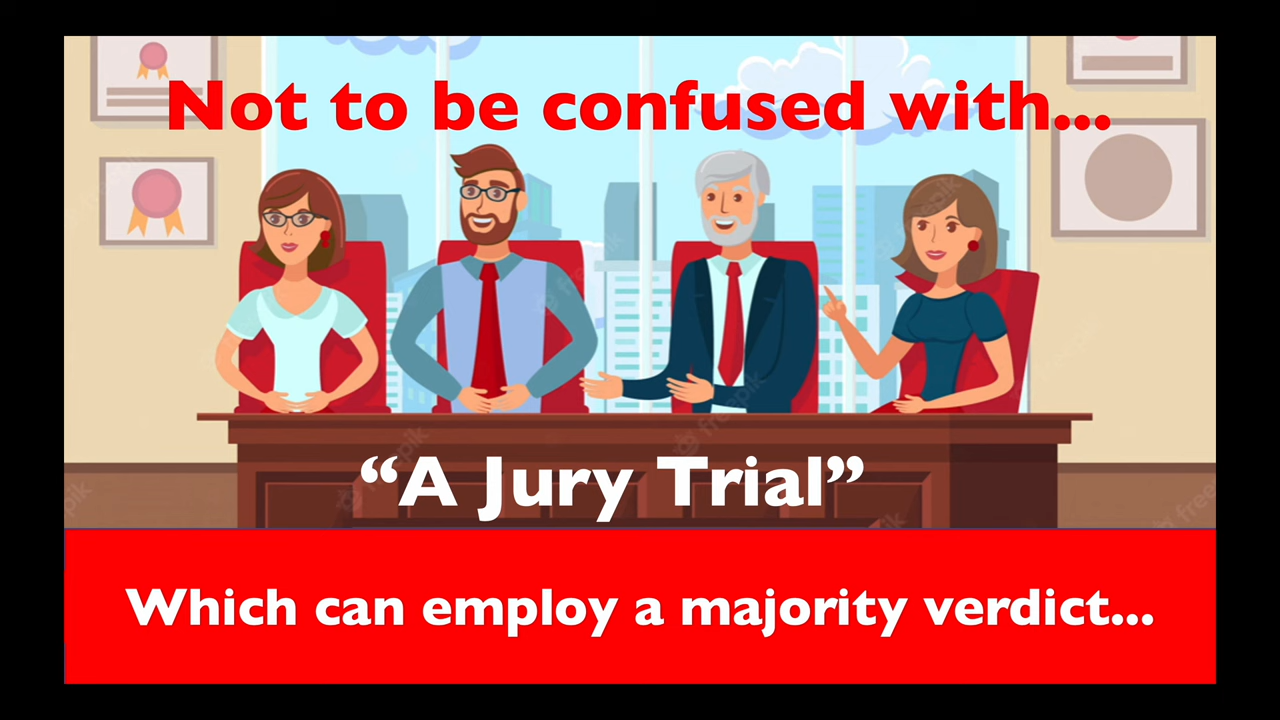 Not to be confused with...
“A Jury Trial”
Which can employ a majority verdict...